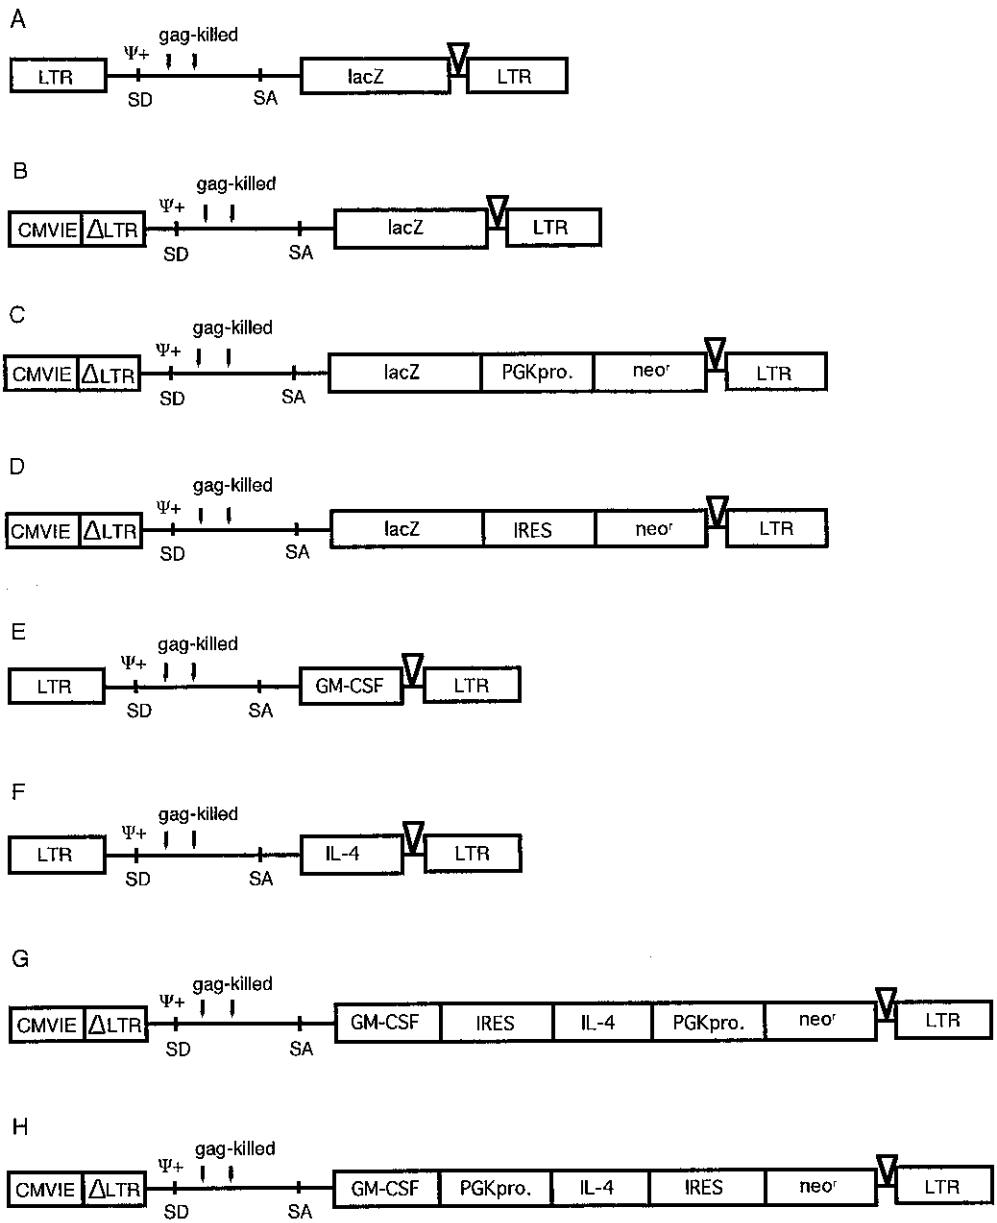 A
gag-killed
Ψ+
LTR lacZ LTR
SD SA
B
gag-killed
Ψ+
CMVIE ΔLTR lacZ LTR
SD SA
C
gag-killed
Ψ+
CMVIE ΔLTR lacZ PGKpro. neoʳ LTR
SD SA
D
gag-killed
Ψ+
CMVIE ΔLTR lacZ IRES neoʳ LTR
SD SA
E
gag-killed
Ψ+
LTR GM-CSF LTR
SD SA
F
gag-killed
Ψ+
LTR IL-4 LTR
SD SA
G
gag-killed
Ψ+
CMVIE ΔLTR GM-CSF IRES IL-4 PGKpro. neoʳ LTR
SD SA
H
gag-killed
Ψ+
CMVIE ΔLTR GM-CSF PGKpro. IL-4 IRES neoʳ LTR
SD SA